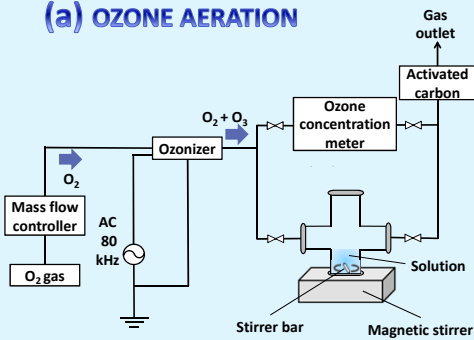 (a) OZONE AERATION
Gas
outlet
Activated
carbon
O₂ + O₃
Ozone
concentration
meter
Ozonizer
O₂
Mass flow
controller
AC
80
kHz
O₂ gas
Solution
Stirrer bar
Magnetic stirrer